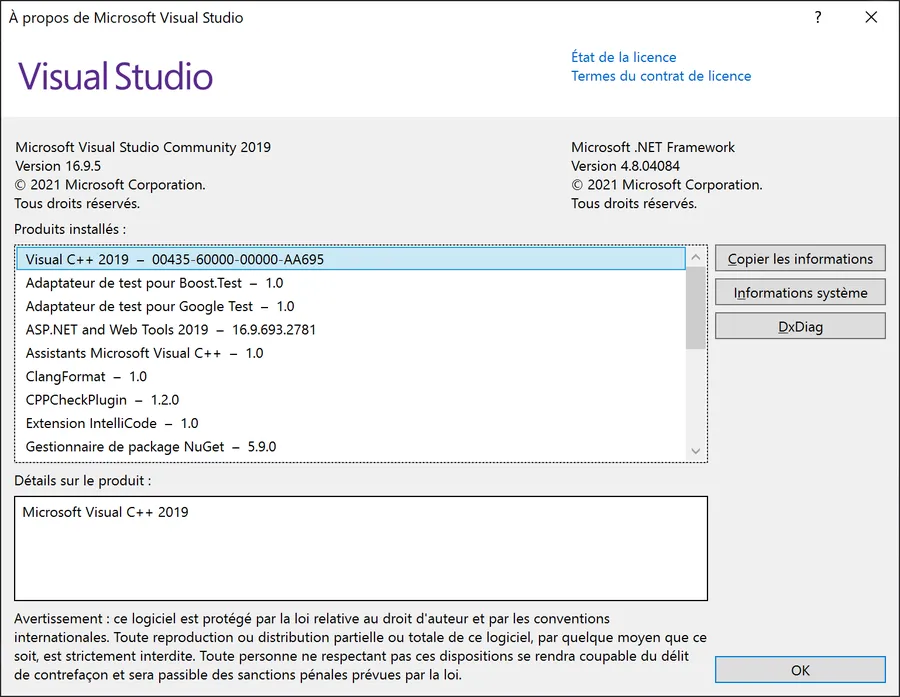 À propos de Microsoft Visual Studio
?
Visual Studio
État de la licence
Termes du contrat de licence
Microsoft Visual Studio Community 2019
Version 16.9.5
© 2021 Microsoft Corporation.
Tous droits réservés.
Microsoft .NET Framework
Version 4.8.04084
© 2021 Microsoft Corporation.
Tous droits réservés.
Produits installés :
Visual C++ 2019 – 00435-60000-00000-AA695
Adaptateur de test pour Boost.Test – 1.0
Adaptateur de test pour Google Test – 1.0
ASP.NET and Web Tools 2019 – 16.9.693.2781
Assistants Microsoft Visual C++ – 1.0
ClangFormat – 1.0
CPPCheckPlugin – 1.2.0
Extension IntelliCode – 1.0
Gestionnaire de package NuGet – 5.9.0
Copier les informations
Informations système
DxDiag
Détails sur le produit :
Microsoft Visual C++ 2019
Avertissement : ce logiciel est protégé par la loi relative au droit d'auteur et par les conventions
internationales. Toute reproduction ou distribution partielle ou totale de ce logiciel, par quelque moyen que ce
soit, est strictement interdite. Toute personne ne respectant pas ces dispositions se rendra coupable du délit
de contrefaçon et sera passible des sanctions pénales prévues par la loi.
OK